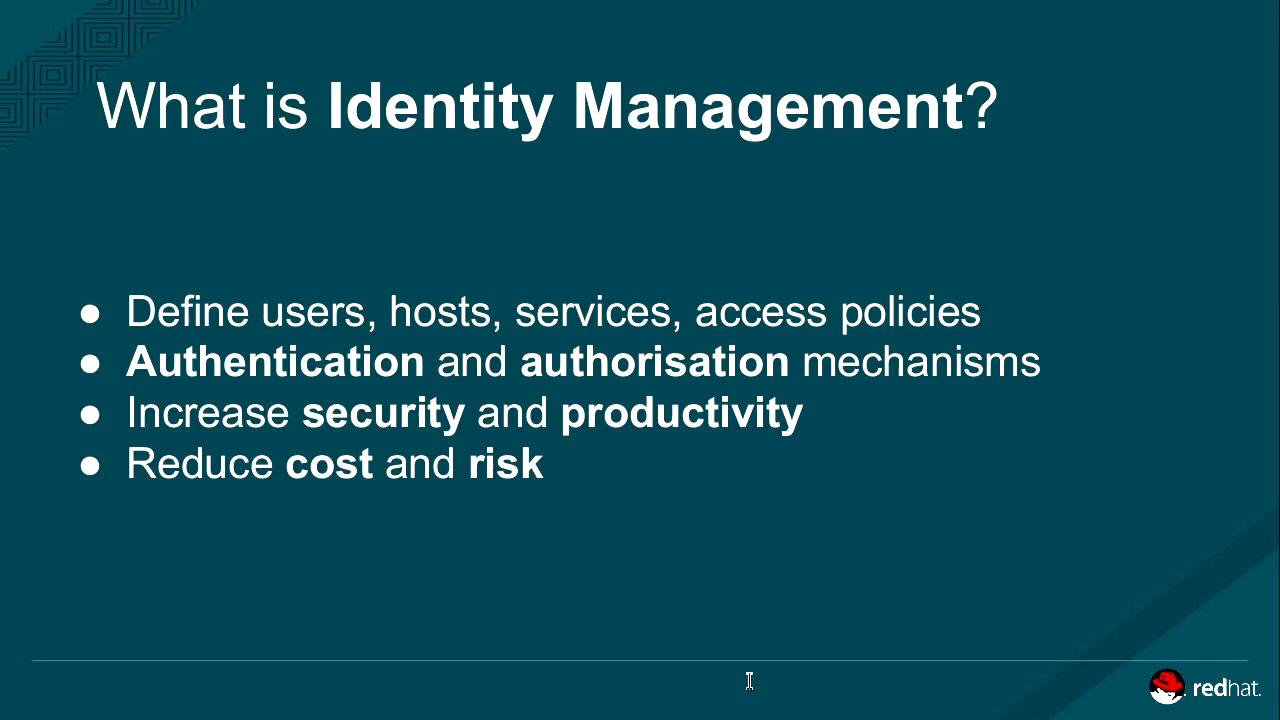 What is Identity Management?
● Define users, hosts, services, access policies
● Authentication and authorisation mechanisms
● Increase security and productivity
● Reduce cost and risk
redhat.